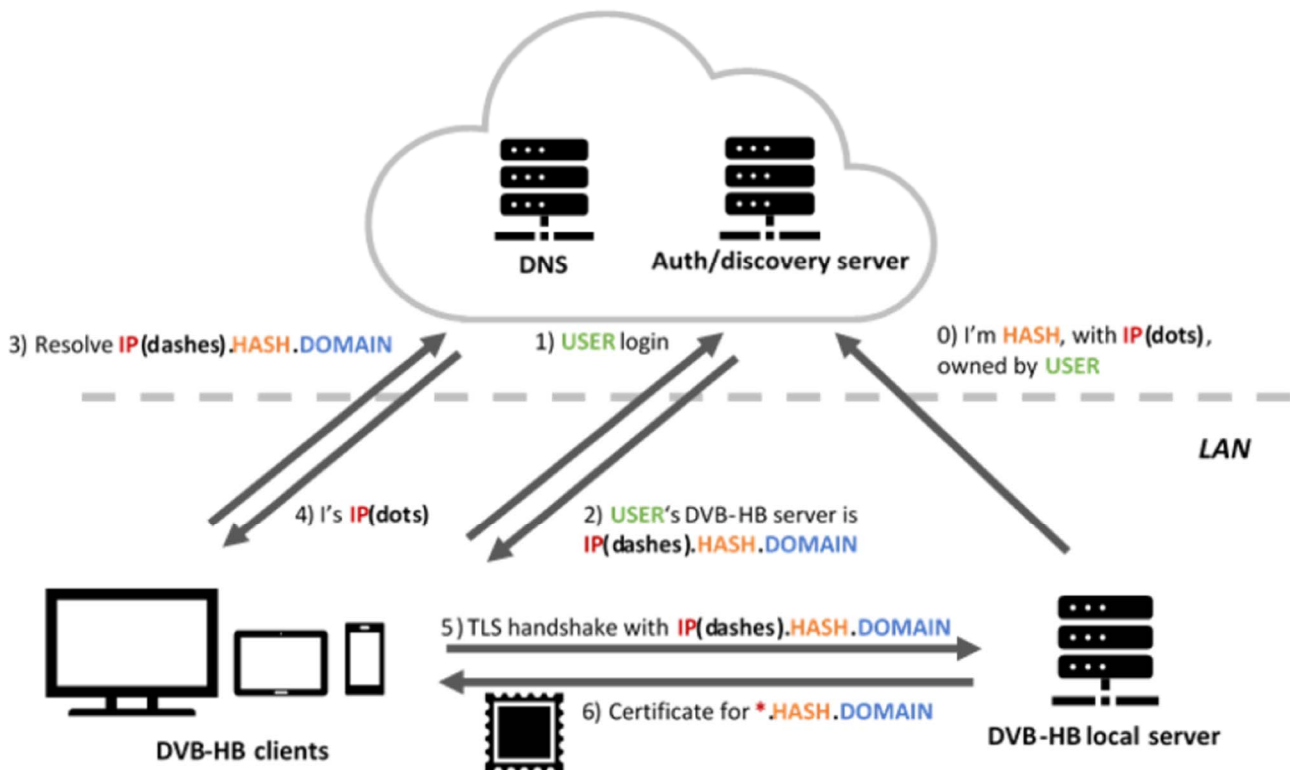 DNS
Auth/discovery server
3) Resolve IP(dashes).HASH.DOMAIN
1) USER login
0) I'm HASH, with IP(dots),
owned by USER
LAN
4) I's IP(dots)
2) USER's DVB-HB server is
IP(dashes).HASH.DOMAIN
5) TLS handshake with IP(dashes).HASH.DOMAIN
6) Certificate for *.HASH.DOMAIN
DVB-HB clients
DVB-HB local server